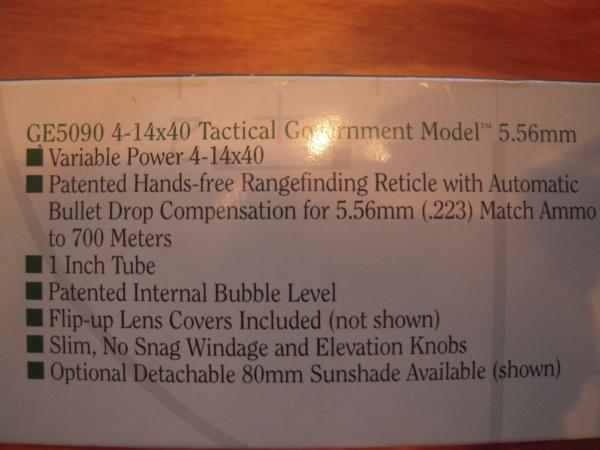 GE5090 4-14x40 Tactical Government Model™ 5.56mm
■ Variable Power 4-14x40
■ Patented Hands-free Rangefinding Reticle with Automatic
Bullet Drop Compensation for 5.56mm (.223) Match Ammo
to 700 Meters
■ 1 Inch Tube
■ Patented Internal Bubble Level
■ Flip-up Lens Covers Included (not shown)
■ Slim, No Snag Windage and Elevation Knobs
■ Optional Detachable 80mm Sunshade Available (shown)